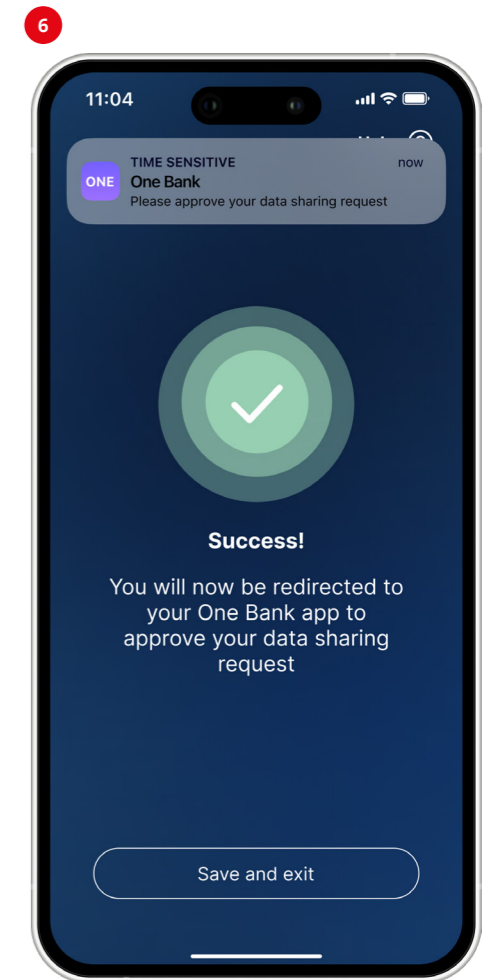 6
11:04
TIME SENSITIVE
now
ONE
One Bank
Please approve your data sharing request
Success!
You will now be redirected to
your One Bank app to
approve your data sharing
request
Save and exit